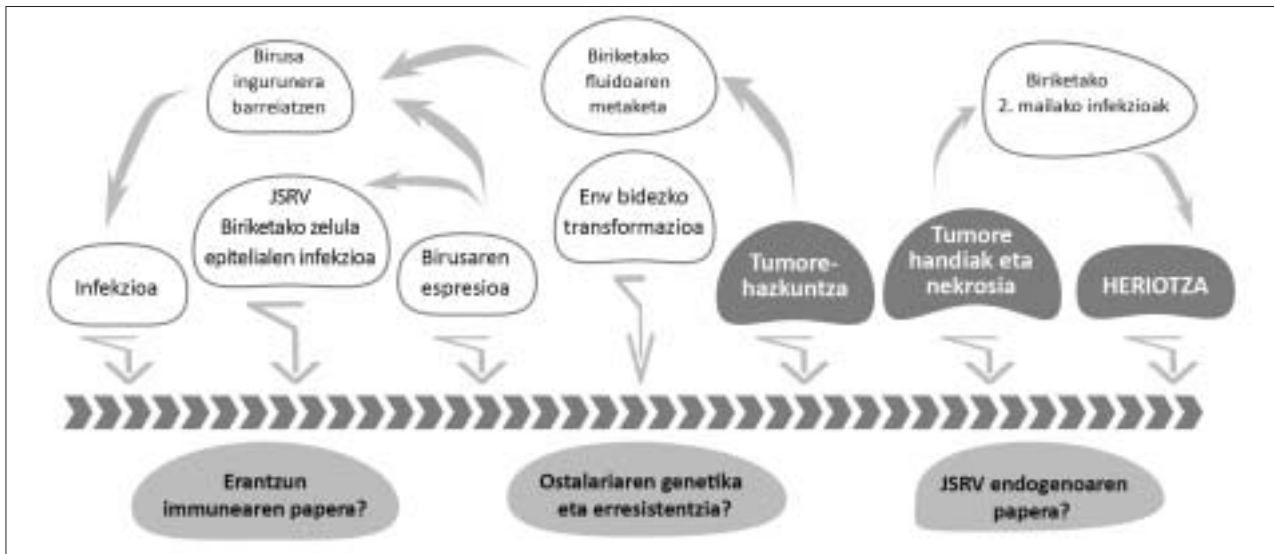 Birusa
ingurunera
barreiatzen
Biriketako
fluidoaren
metaketa
Biriketako
2. mailako infekzioak
Infekzioa
JSRV
Biriketako zelula
epitelialen infekzioa
Birusaren
espresioa
Env bidezko
transformazioa
Tumore-
hazkuntza
Tumore
handiak eta
nekrosia
HERIOTZA
Erantzun
immunearen papera?
Ostalariaren genetika
eta erresistentzia?
JSRV endogenoaren
papera?